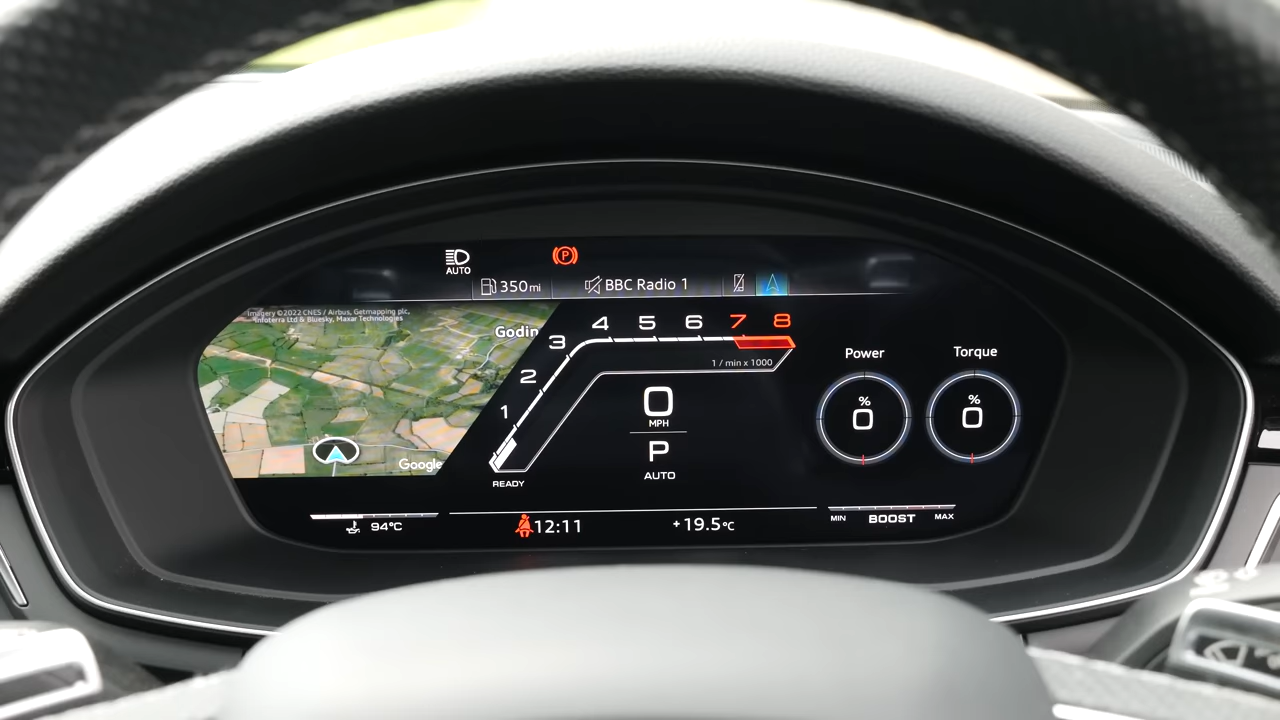 AUTO
P
350mi
BBC Radio 1
Imagery ©2022 CNES / Airbus, Getmapping plc,
Infoterra Ltd & Bluesky, Maxar Technologies
Godin
Google
1
2
3
4
5
6
7
8
1 / min x 1000
READY
0
MPH
P
AUTO
Power
%
0
Torque
%
0
94°C
12:11
+19.5°C
MIN
BOOST
MAX